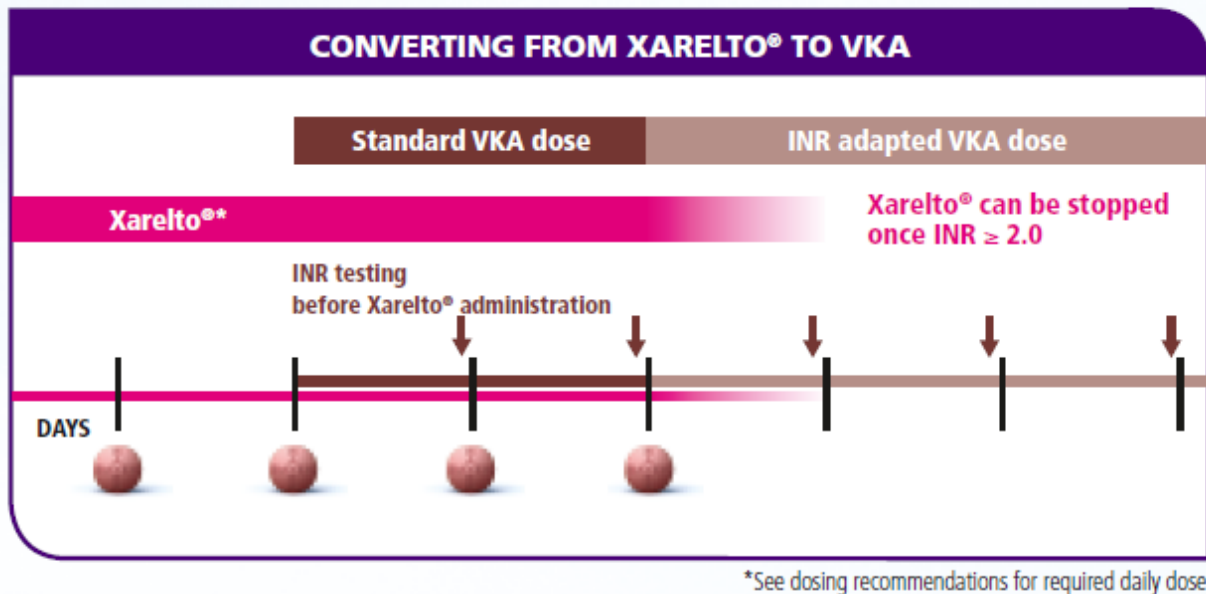 CONVERTING FROM XARELTO® TO VKA
Standard VKA dose
INR adapted VKA dose
Xarelto®*
Xarelto® can be stopped
once INR ≥ 2.0
INR testing
before Xarelto® administration
DAYS
*See dosing recommendations for required daily dose